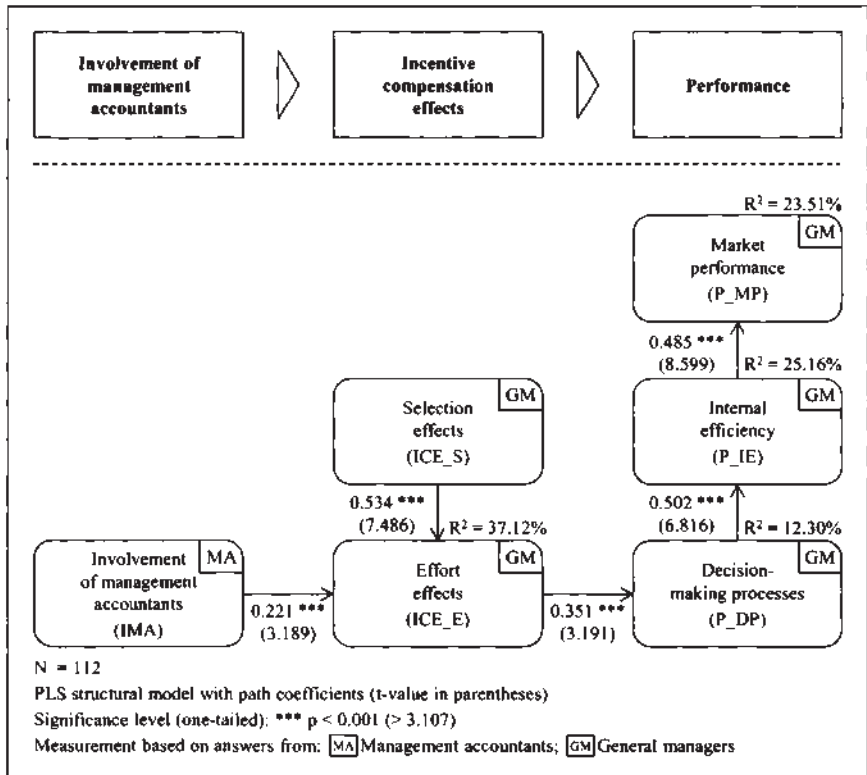 Involvement of
management
accountants
Incentive
compensation
effects
Performance
R² = 23.51%
GM
Market
performance
(P_MP)
0.485 ***
(8.599)
R² = 25.16%
GM
Selection
effects
(ICE_S)
GM
Internal
efficiency
(P_IE)
0.534 ***
(7.486)
R² = 37.12%
0.502 ***
(6.816)
R² = 12.30%
MA
Involvement
of management
accountants
(IMA)
0.221 ***
(3.189)
GM
Effort
effects
(ICE_E)
0.351 ***
(3.191)
GM
Decision-
making processes
(P_DP)
N = 112
PLS structural model with path coefficients (t-value in parentheses)
Significance level (one-tailed): *** p < 0.001 (> 3.107)
Measurement based on answers from: MA Management accountants; GM General managers